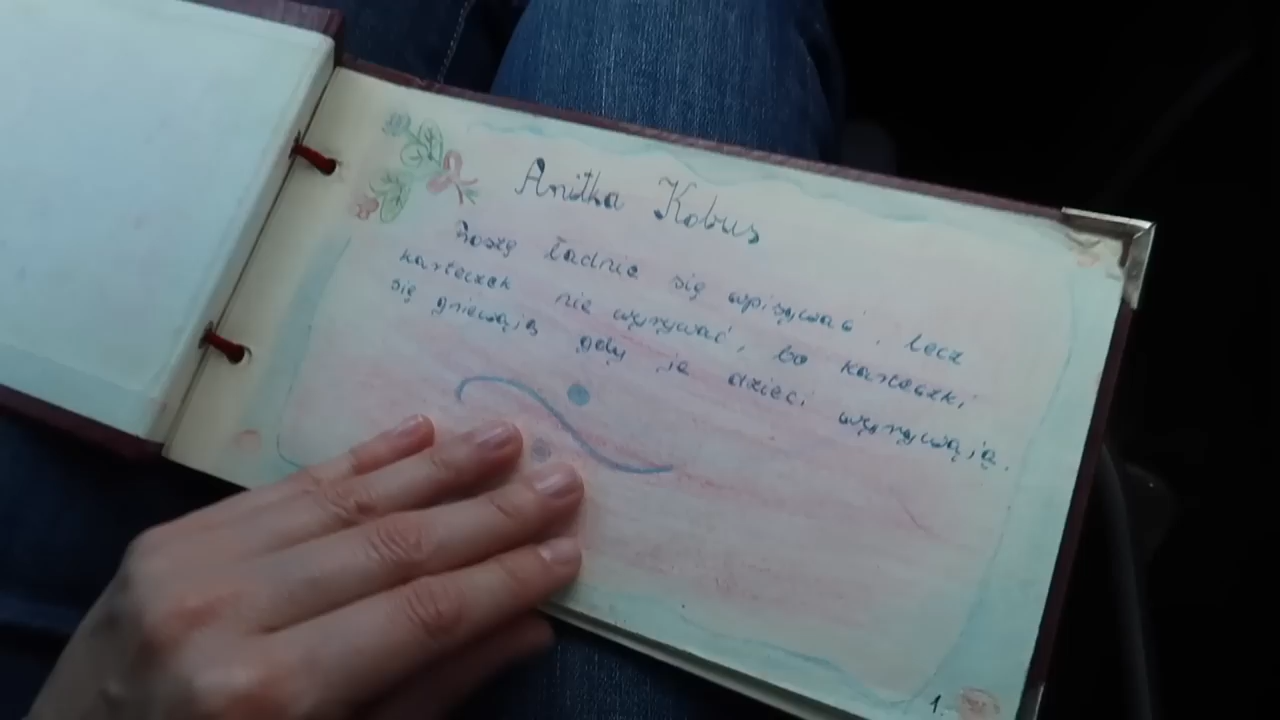 Anitka Kobus
Proszę ładnie się wpisywać, lecz
karteczek nie wyrywać, bo karteczki
się gniewają gdy je dzieci wyrywają.
1.